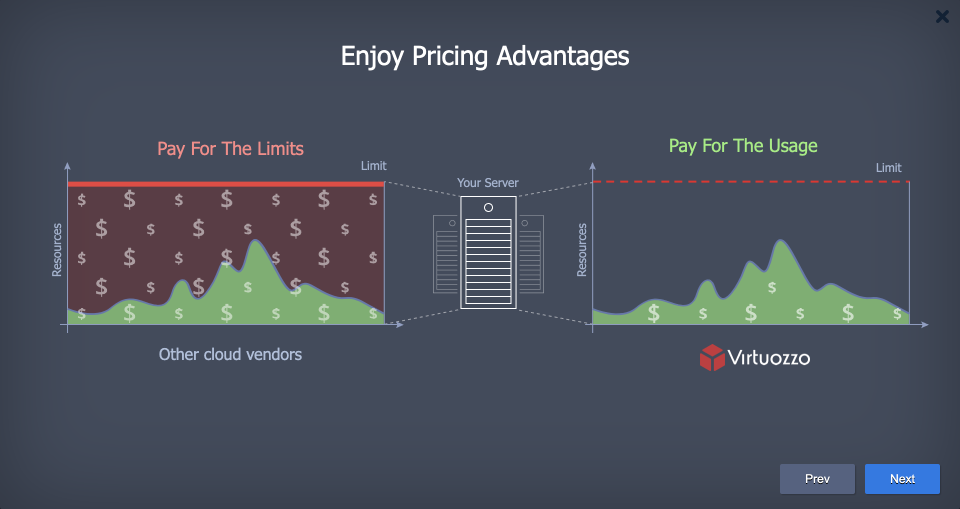 Enjoy Pricing Advantages
Pay For The Limits
Limit
Resources
$ $ $ $ $ $ $
$ $ $ $ $ $
$ $ $ $ $ $ $
$ $ $ $ $ $
$ $ $ $ $ $ $
Other cloud vendors
Your Server
Pay For The Usage
Limit
Resources
$
$ $ $ $ $ $
Virtuozzo
Prev
Next